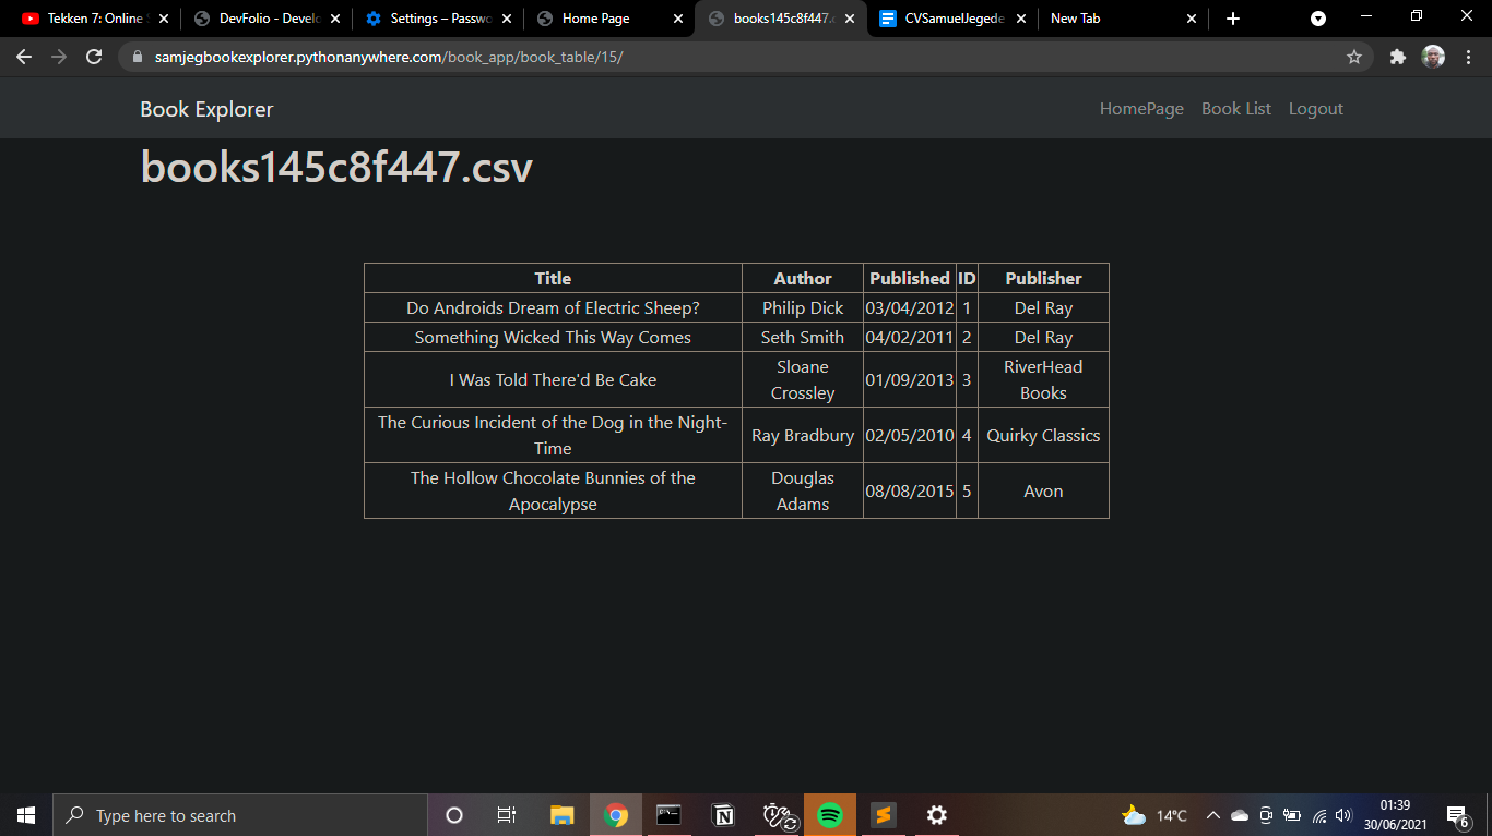 Tekken 7: Online DevFolio - Develo Settings – Passwo Home Page books145c8f447.c CVSamuelJegede New Tab
samjegbookexplorer.pythonanywhere.com/book_app/book_table/15/
Book Explorer HomePage Book List Logout
books145c8f447.csv
Title Author Published ID Publisher
Do Androids Dream of Electric Sheep? Philip Dick 03/04/2012 1 Del Ray
Something Wicked This Way Comes Seth Smith 04/02/2011 2 Del Ray
I Was Told There'd Be Cake Sloane Crossley 01/09/2013 3 RiverHead Books
The Curious Incident of the Dog in the Night-
Time Ray Bradbury 02/05/2010 4 Quirky Classics
The Hollow Chocolate Bunnies of the
Apocalypse Douglas Adams 08/08/2015 5 Avon
Type here to search 14°C 01:39
30/06/2021 6